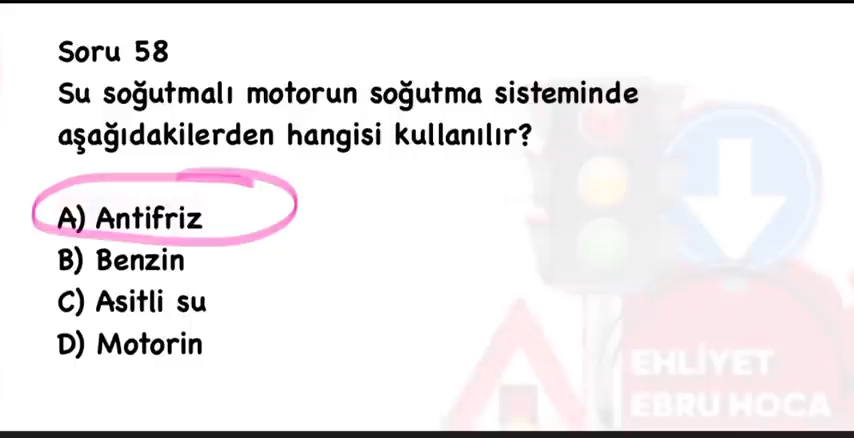 Soru 58
Su soğutmalı motorun soğutma sisteminde
aşağıdakilerden hangisi kullanılır?
A) Antifriz
B) Benzin
C) Asitli su
D) Motorin
EHLİYET
EBRU HOCA